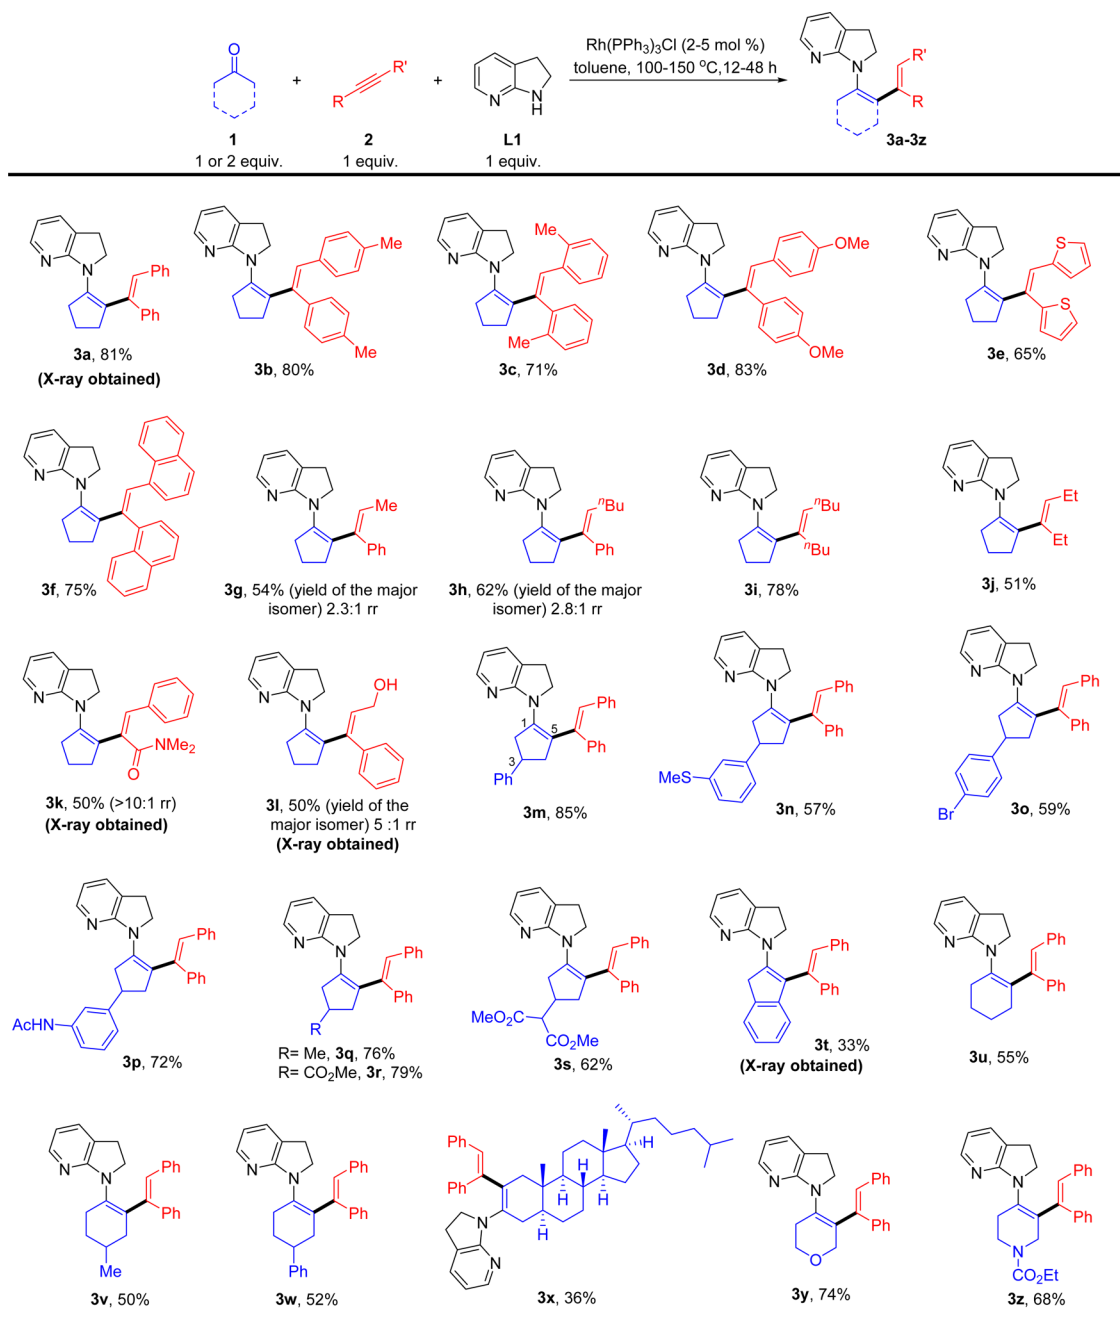 O
R'
R
N
N
H
Rh(PPh3)3Cl (2-5 mol %)
toluene, 100-150 °C,12-48 h
N
N
R'
R
+
+
1
2
L1
3a-3z
1 or 2 equiv.
1 equiv.
1 equiv.
N
N
Ph
Ph
3a, 81%
(X-ray obtained)
N
N
Me
Me
3b, 80%
N
N
Me
Me
3c, 71%
N
N
OMe
OMe
3d, 83%
N
N
S
S
3e, 65%
N
N
3f, 75%
N
N
Me
Ph
3g, 54% (yield of the major
isomer) 2.3:1 rr
N
N
nBu
Ph
3h, 62% (yield of the major
isomer) 2.8:1 rr
N
N
nBu
nBu
3i, 78%
N
N
Et
Et
3j, 51%
N
N
NMe2
O
3k, 50% (>10:1 rr)
(X-ray obtained)
N
N
OH
3l, 50% (yield of the
major isomer) 5 :1 rr
(X-ray obtained)
N
N
1
5
3
Ph
Ph
Ph
3m, 85%
N
N
Ph
Ph
MeS
3n, 57%
N
N
Ph
Ph
Br
3o, 59%
N
N
Ph
Ph
AcHN
3p, 72%
N
N
Ph
Ph
R
R= Me, 3q, 76%
R= CO2Me, 3r, 79%
N
N
Ph
Ph
MeO2C
CO2Me
3s, 62%
N
N
Ph
Ph
3t, 33%
(X-ray obtained)
N
N
Ph
Ph
3u, 55%
N
N
Ph
Ph
Me
3v, 50%
N
N
Ph
Ph
Ph
3w, 52%
Ph
Ph
H
H
H
H
H
N
N
3x, 36%
N
N
Ph
Ph
O
3y, 74%
N
N
Ph
Ph
N
CO2Et
3z, 68%